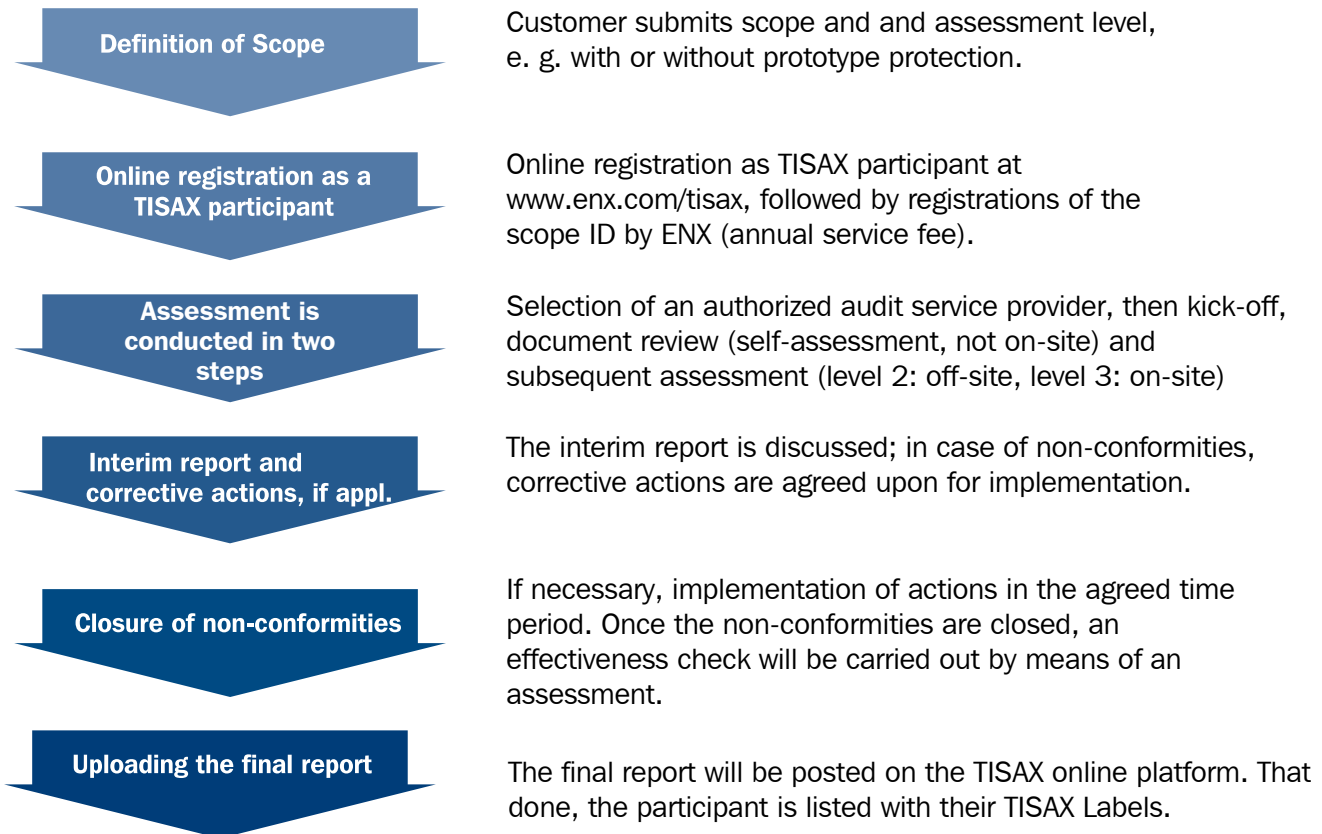 Definition of Scope
Customer submits scope and and assessment level,
e. g. with or without prototype protection.
Online registration as a
TISAX participant
Online registration as TISAX participant at
www.enx.com/tisax, followed by registrations of the
scope ID by ENX (annual service fee).
Assessment is
conducted in two
steps
Selection of an authorized audit service provider, then kick-off,
document review (self-assessment, not on-site) and
subsequent assessment (level 2: off-site, level 3: on-site)
Interim report and
corrective actions, if appl.
The interim report is discussed; in case of non-conformities,
corrective actions are agreed upon for implementation.
Closure of non-conformities
If necessary, implementation of actions in the agreed time
period. Once the non-conformities are closed, an
effectiveness check will be carried out by means of an
assessment.
Uploading the final report
The final report will be posted on the TISAX online platform. That
done, the participant is listed with their TISAX Labels.